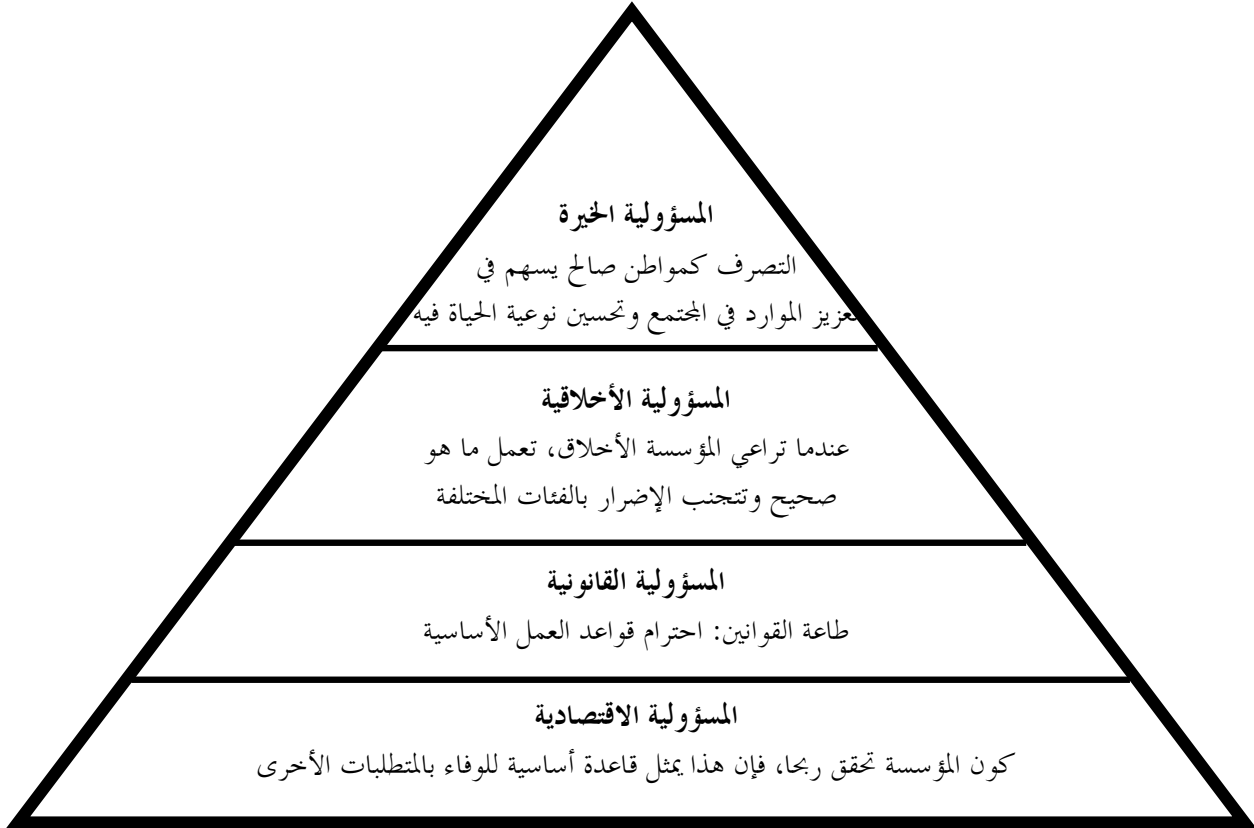 المسؤولية الخيرة
التصرف كمواطن صالح يسهم في
تعزيز الموارد في المجتمع وتحسين نوعية الحياة فيه
المسؤولية الأخلاقية
عندما تراعي المؤسسة الأخلاق، تعمل ما هو
صحيح وتتجنب الإضرار بالفئات المختلفة
المسؤولية القانونية
طاعة القوانين: احترام قواعد العمل الأساسية
المسؤولية الاقتصادية
كون المؤسسة تحقق ربحا، فإن هذا يمثل قاعدة أساسية للوفاء بالمتطلبات الأخرى